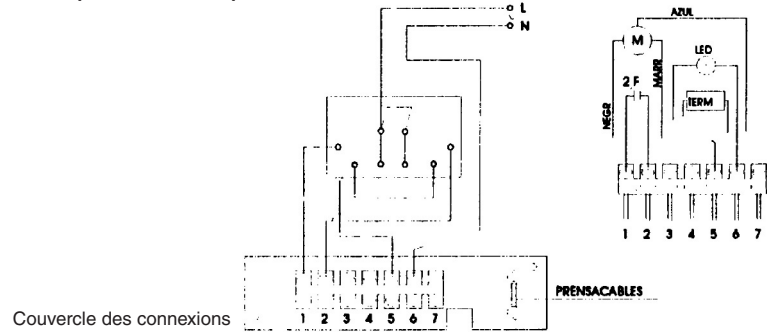 L
N
AZUL
M
LED
2 F
NEGR
MARR
TERM
1 2 3 4 5 6 7
PRENSACABLES
Couvercle des connexions
1 2 3 4 5 6 7